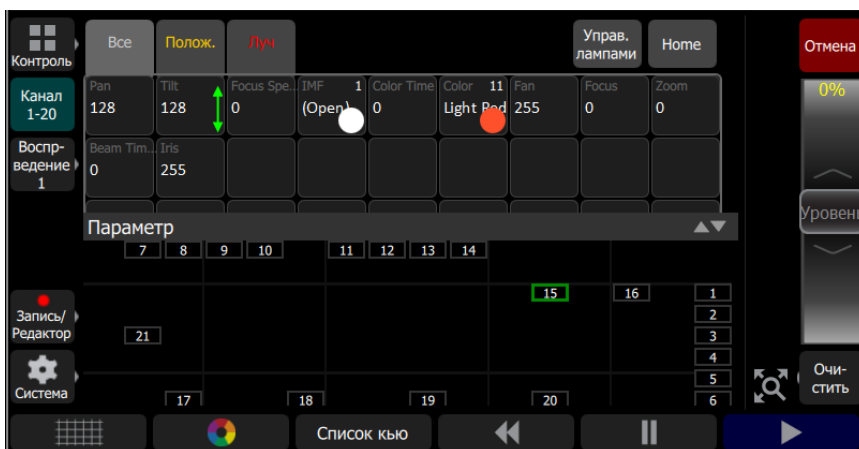 Контроль
Все
Полож.
Луч
Управ.
лампами
Home
Отмена
Канал
1-20
Pan
128
Tilt
128
Focus Spe...
0
IMF 1
(Open)
Color Time
0
Color 11
Light Red
Fan
255
Focus
0
Zoom
0
0%
Воспр-
ведение
1
Beam Tim...
0
Iris
255
Уровень
Параметр
7 8 9 10 11 12 13 14
15 16 1
2
21 3
4
5
17 18 19 20 6
Запись/
Редактор
Система
Очи-
стить
Список кью